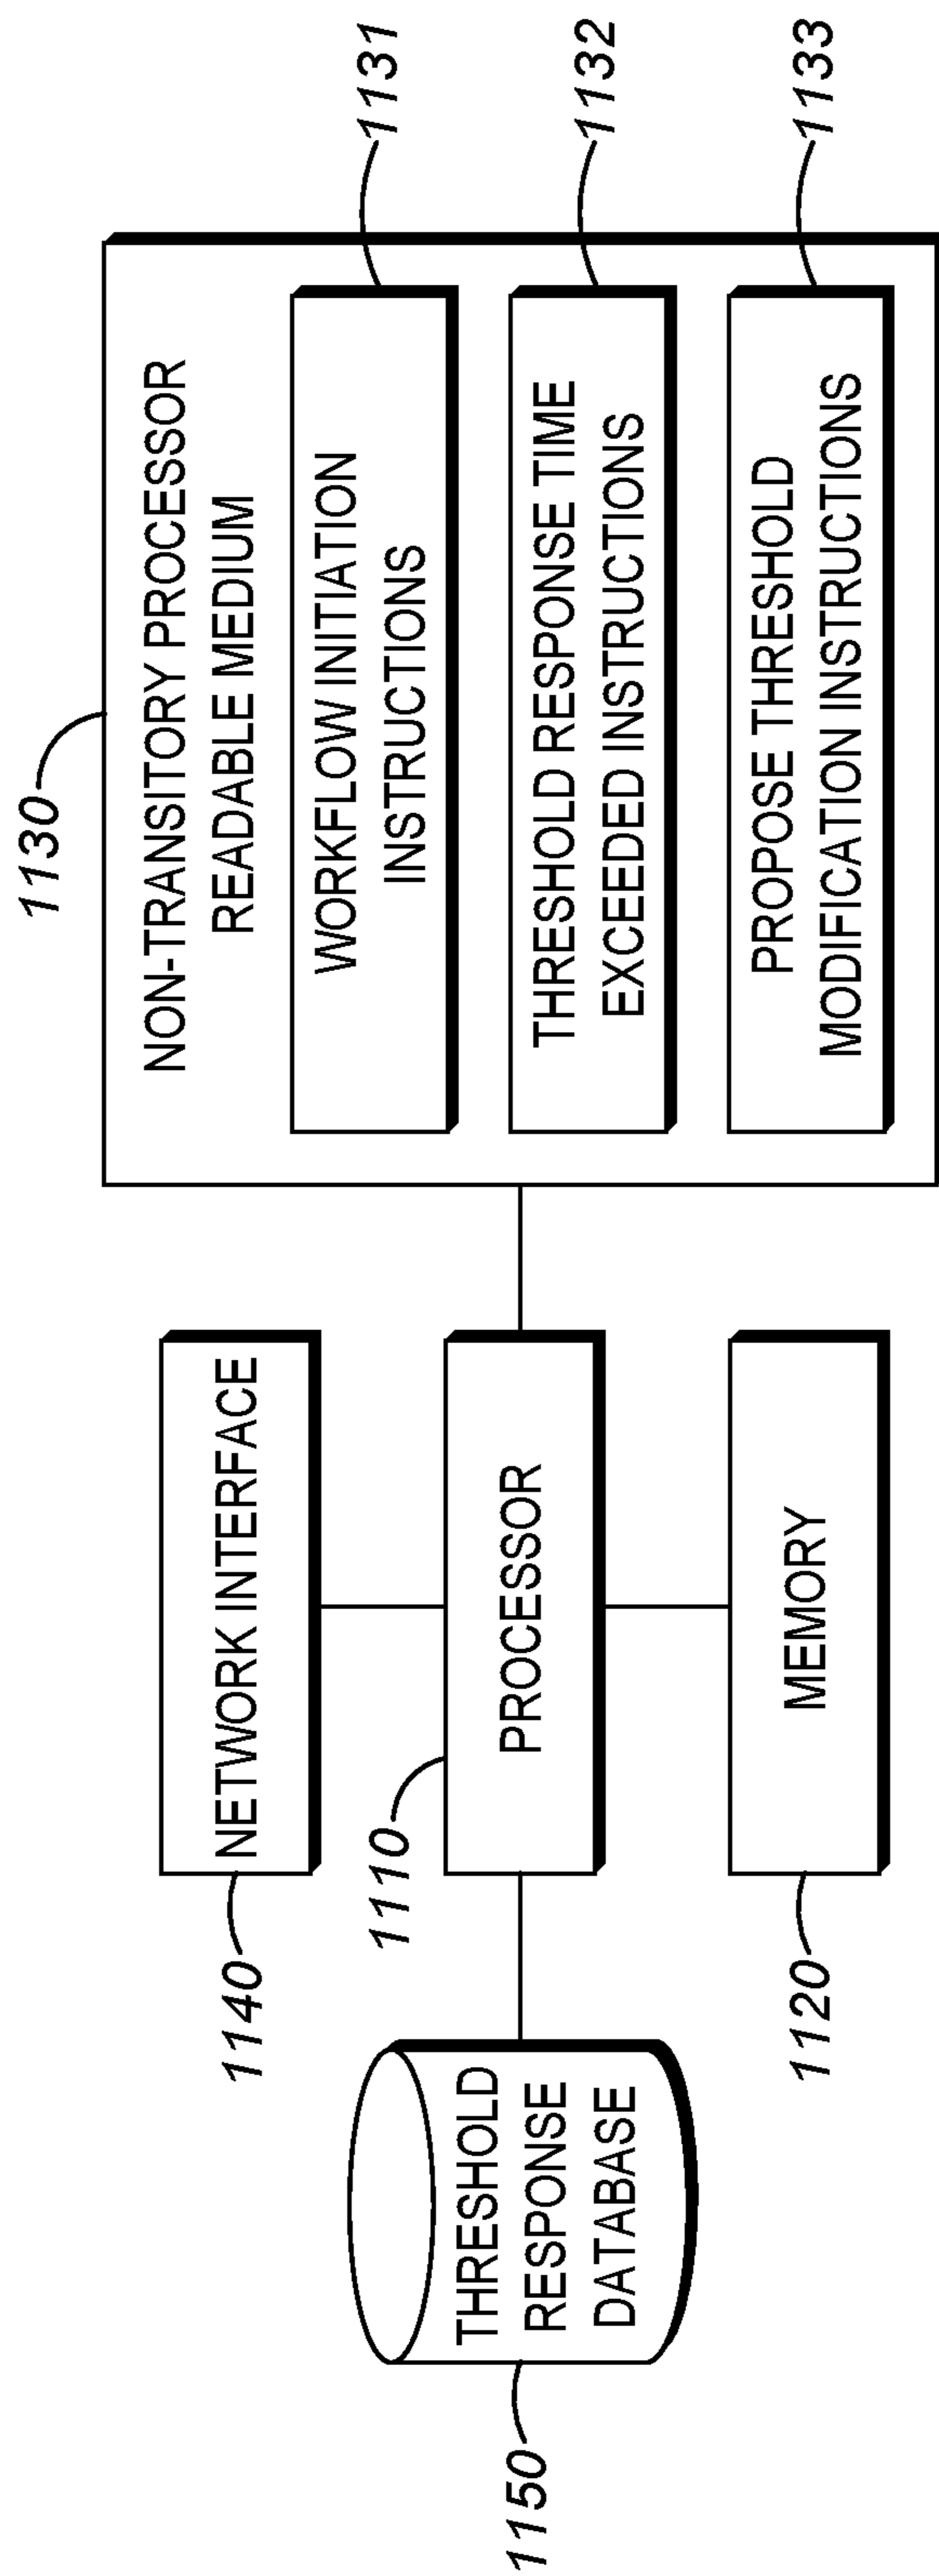 1130
NON-TRANSITORY PROCESSOR
READABLE MEDIUM
WORKFLOW INITIATION
INSTRUCTIONS
1131
THRESHOLD RESPONSE TIME
EXCEEDED INSTRUCTIONS
1132
PROPOSE THRESHOLD
MODIFICATION INSTRUCTIONS
1133
1140
NETWORK INTERFACE
1110
PROCESSOR
1120
MEMORY
1150
THRESHOLD
RESPONSE
DATABASE